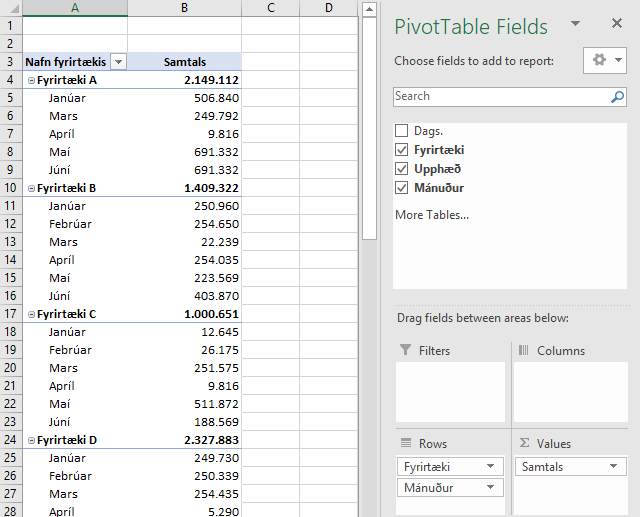 A B C D
1
2
3 Nafn fyrirtækis Samtals
4 Fyrirtæki A 2.149.112
5 Janúar 506.840
6 Mars 249.792
7 Apríl 9.816
8 Maí 691.332
9 Júní 691.332
10 Fyrirtæki B 1.409.322
11 Janúar 250.960
12 Febrúar 254.650
13 Mars 22.239
14 Apríl 254.035
15 Maí 223.569
16 Júní 403.870
17 Fyrirtæki C 1.000.651
18 Janúar 12.645
19 Febrúar 26.175
20 Mars 251.575
21 Apríl 9.816
22 Maí 511.872
23 Júní 188.569
24 Fyrirtæki D 2.327.883
25 Janúar 249.730
26 Febrúar 250.339
27 Mars 254.435
28 Apríl 5.290
PivotTable Fields
Choose fields to add to report:
Search
Dags.
Fyrirtæki
Upphæð
Mánuður
More Tables...
Drag fields between areas below:
Filters
Columns
Rows
Fyrirtæki
Mánuður
Σ Values
Samtals